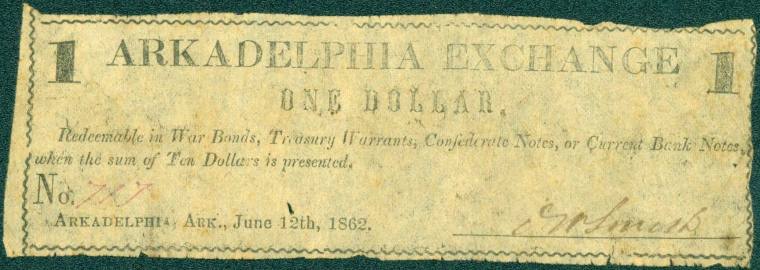 1 ARKADELPHIA EXCHANGE 1
ONE DOLLAR.
Redeemable in War Bonds, Treasury Warrants, Confederate Notes, or Current Bank Notes,
when the sum of Ten Dollars is presented.
No.
ARKADELPHIA, ARK., June 12th, 1862.